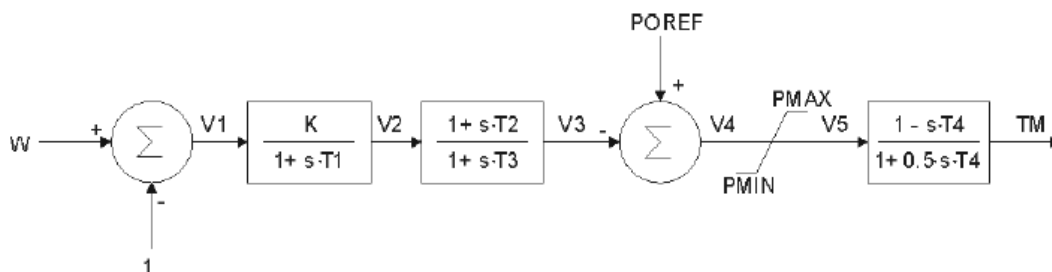 POREF
+
PMAX
W
+
Σ
V1
K
1+ s·T1
V2
1+ s·T2
1+ s·T3
V3
-
Σ
V4
V5
1 - s·T4
1+ 0.5·s·T4
TM
PMIN
-
1